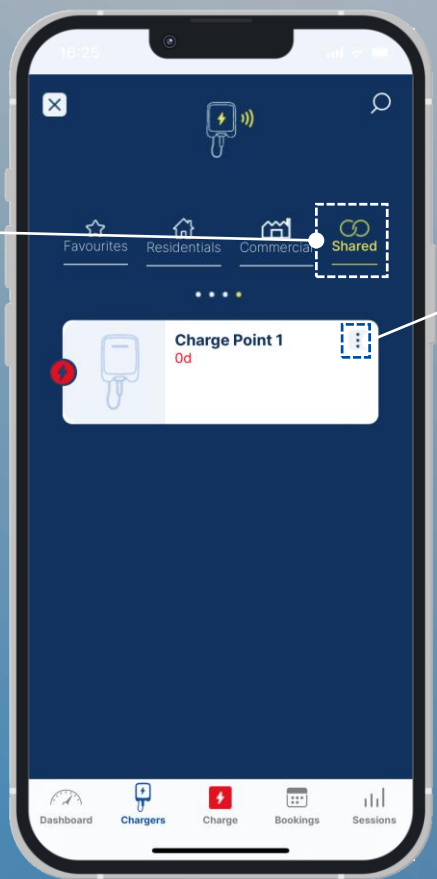 16:25
Favourites Residentials Commercial Shared
Charge Point 1
0d
Dashboard Chargers Charge Bookings Sessions